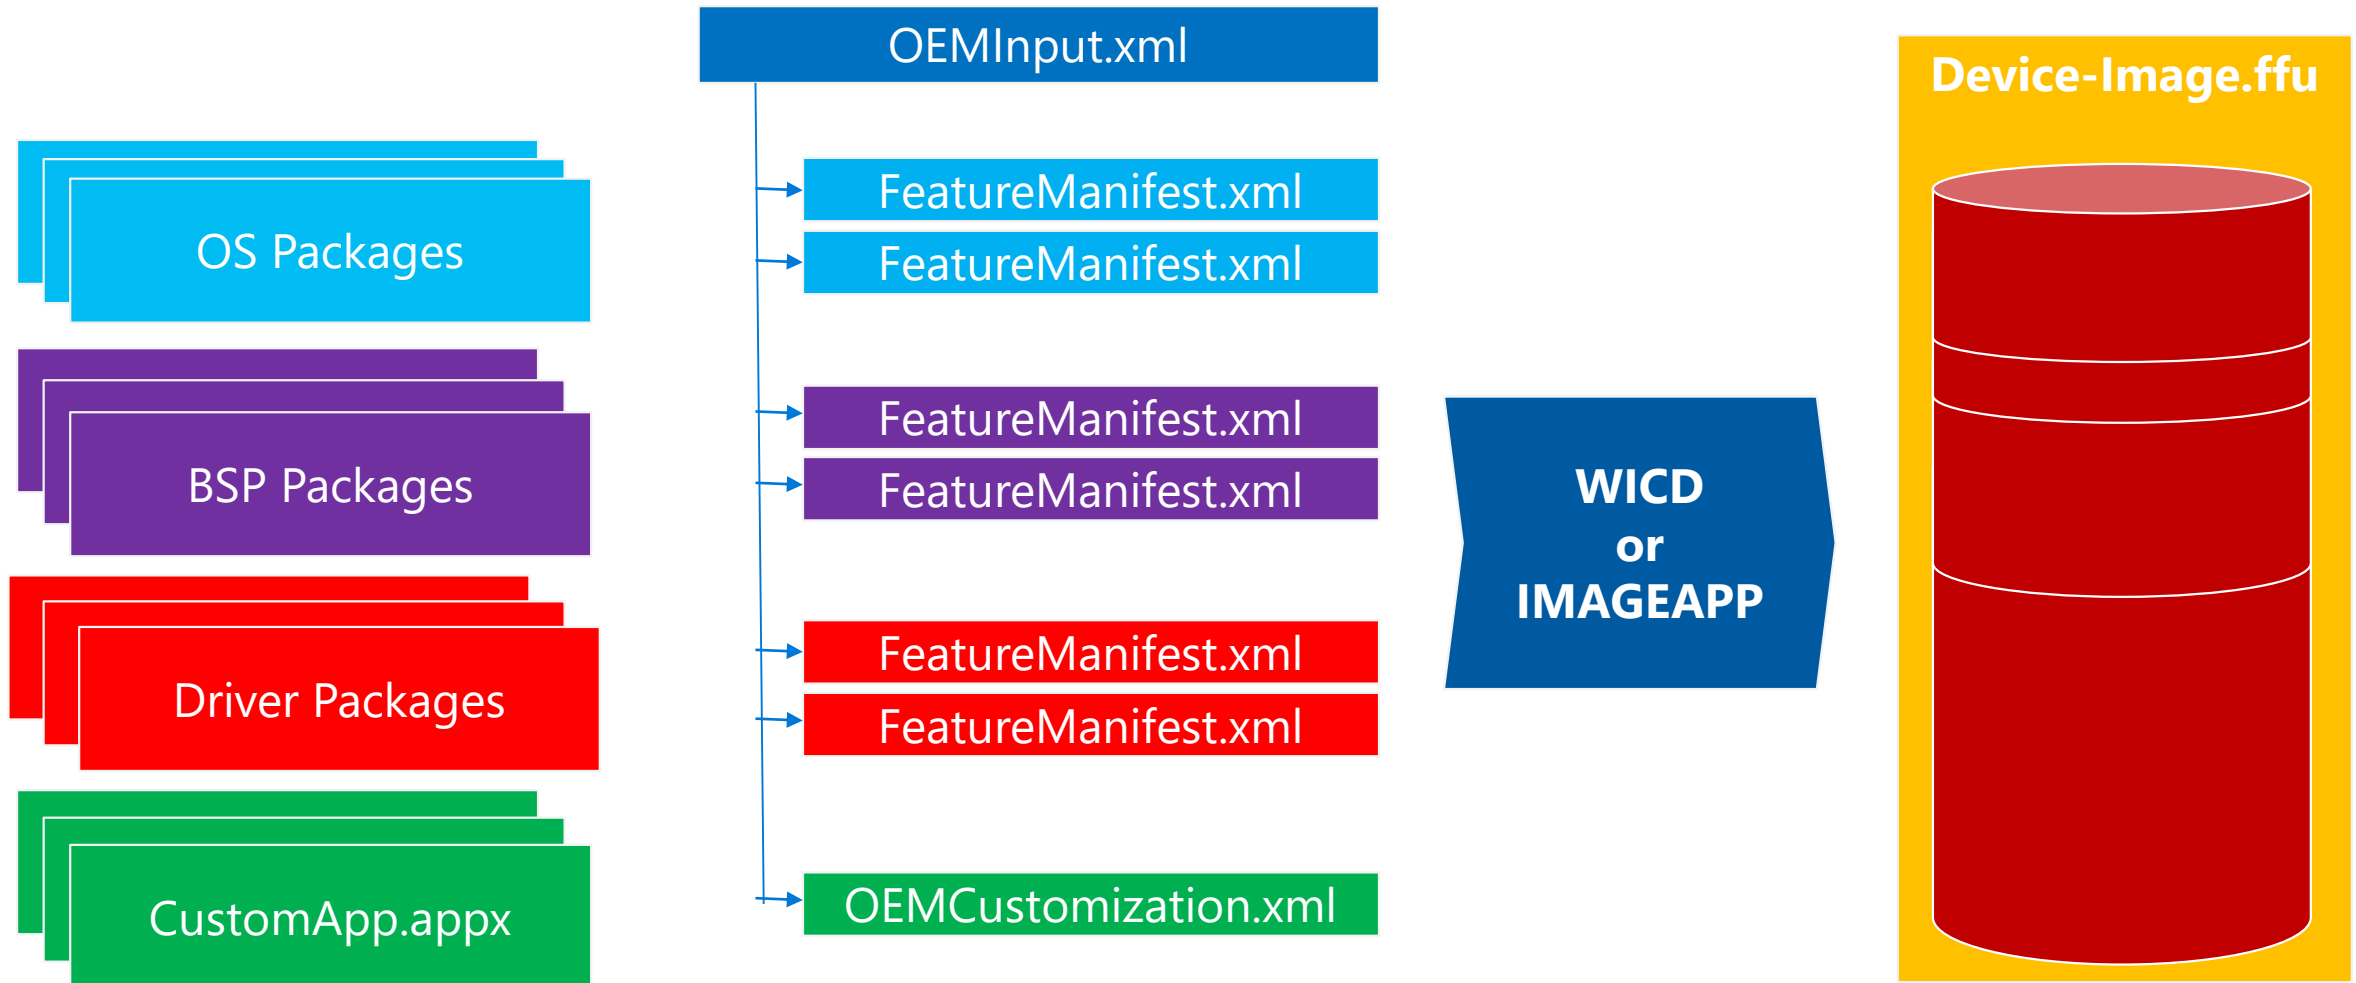 OEMInput.xml
Device-Image.ffu
OS Packages
FeatureManifest.xml
FeatureManifest.xml
BSP Packages
FeatureManifest.xml
FeatureManifest.xml
Driver Packages
FeatureManifest.xml
FeatureManifest.xml
CustomApp.appx
OEMCustomization.xml
WICD
or
IMAGEAPP